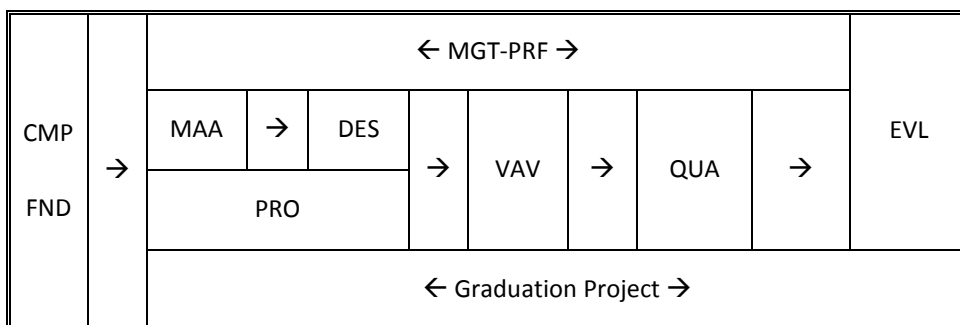 ← MGT-PRF →
CMP
FND
→
MAA
→
DES
PRO
→
VAV
→
QUA
→
EVL
← Graduation Project →